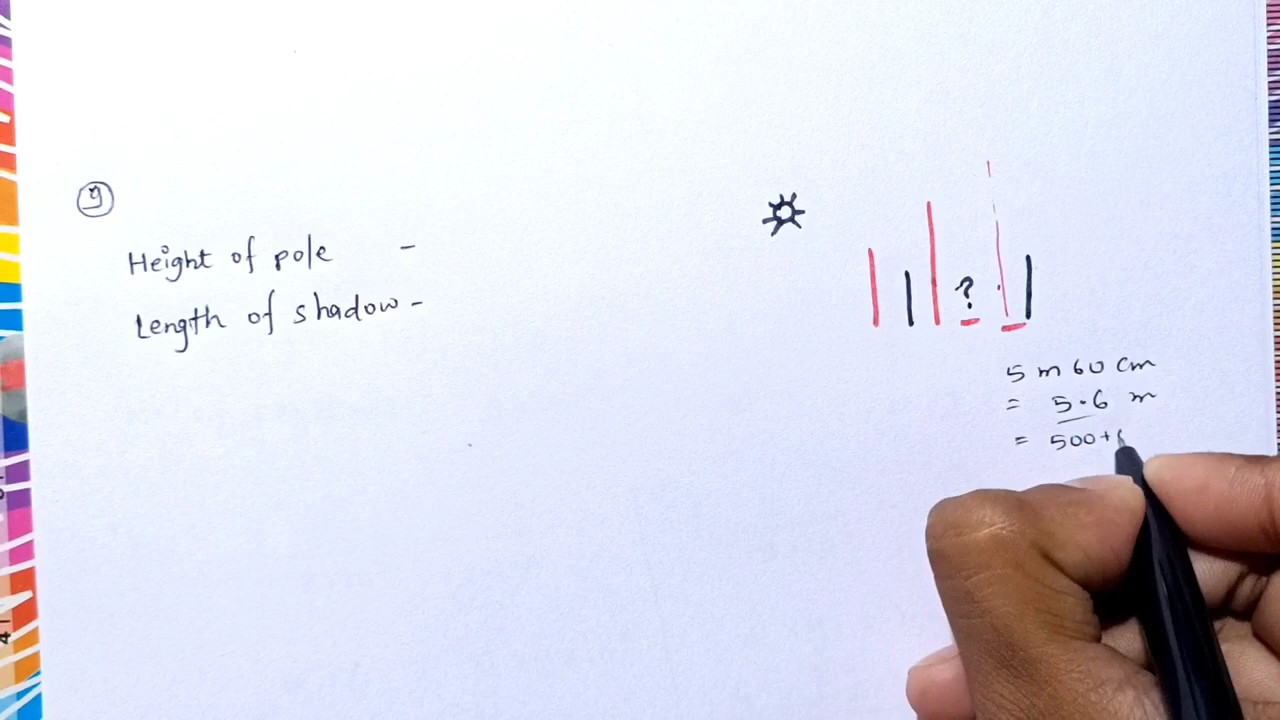 9
Height of pole -
Length of shadow -
?
5 m 60 cm
= 5.6 m
= 500+